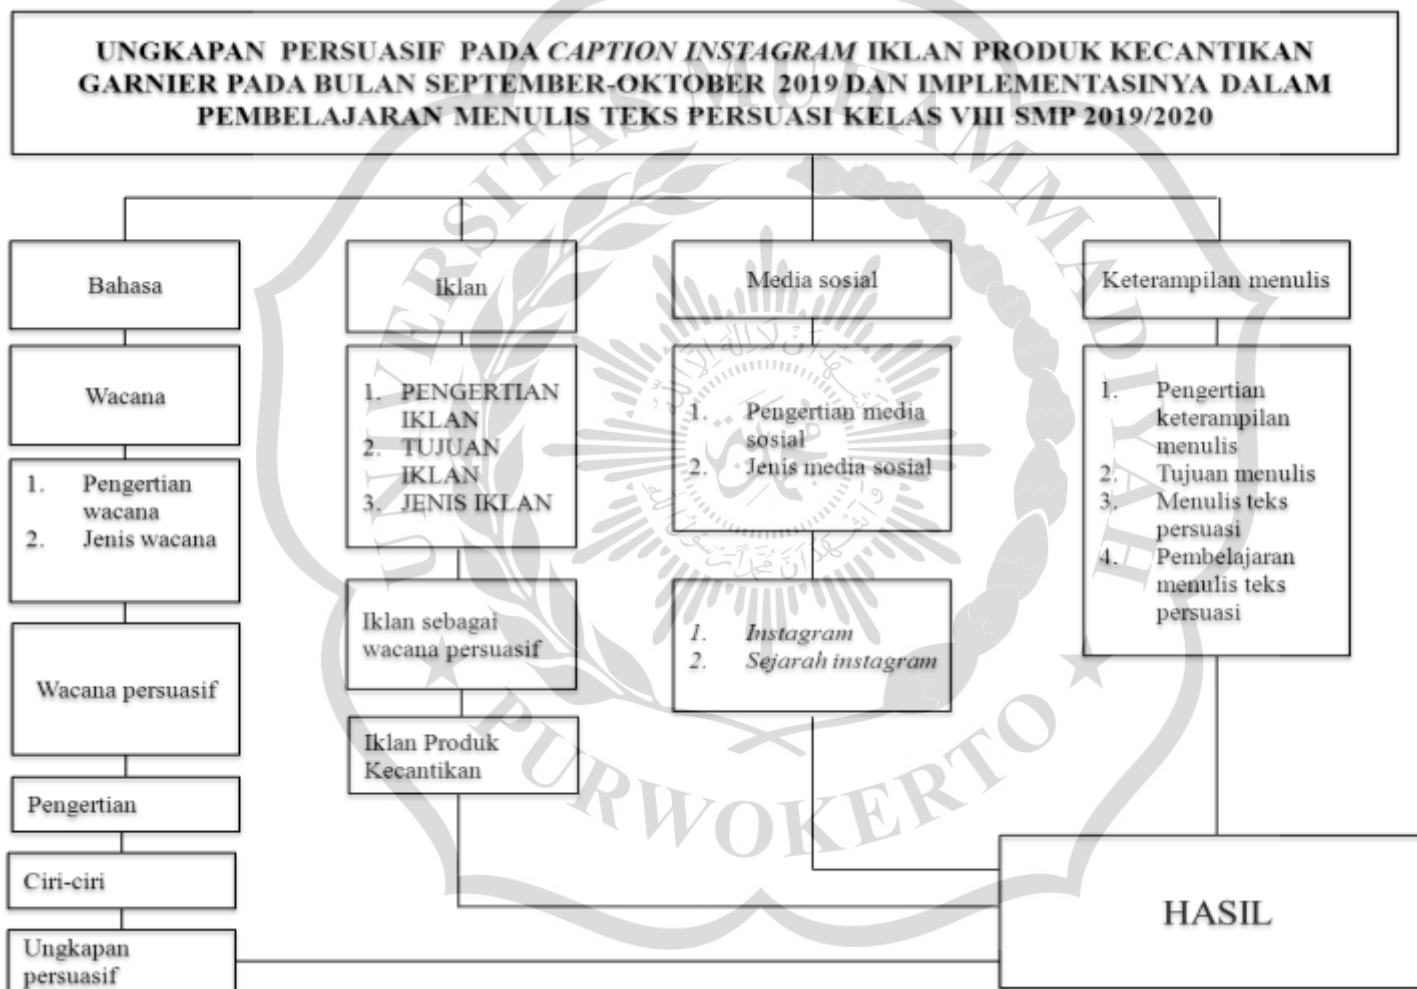 UNGKAPAN PERSUASIF PADA CAPTION INSTAGRAM IKLAN PRODUK KECANTIKAN
GARNIER PADA BULAN SEPTEMBER-OKTOBER 2019 DAN IMPLEMENTASINYA DALAM
PEMBELAJARAN MENULIS TEKS PERSUASI KELAS VIII SMP 2019/2020
Bahasa
Wacana
1. Pengertian
wacana
2. Jenis wacana
Wacana persuasif
Pengertian
Ciri-ciri
Ungkapan
persuasif
Iklan
1. PENGERTIAN
IKLAN
2. TUJUAN
IKLAN
3. JENIS IKLAN
Iklan sebagai
wacana persuasif
Iklan Produk
Kecantikan
Media sosial
1. Pengertian media
sosial
2. Jenis media sosial
1. Instagram
2. Sejarah instagram
Keterampilan menulis
1. Pengertian
keterampilan
menulis
2. Tujuan menulis
3. Menulis teks
persuasi
4. Pembelajaran
menulis teks
persuasi
HASIL
UNIVERSITAS MUHAMMADIYAH
PURWOKERTO